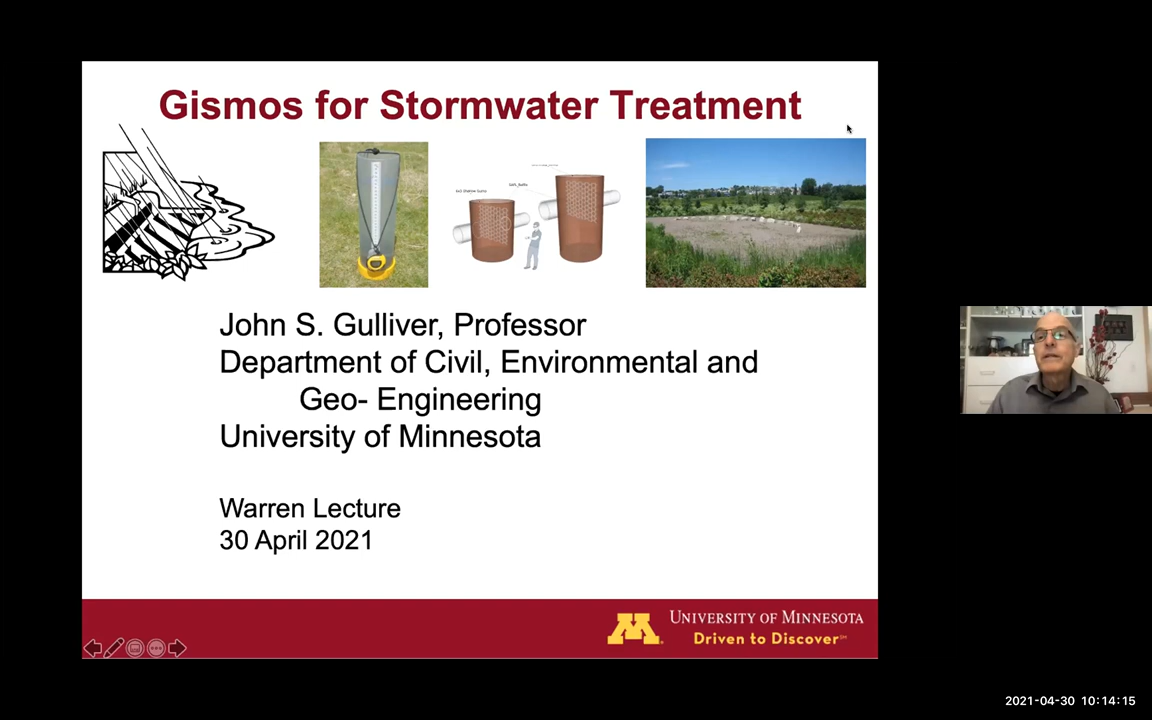 Gismos for Stormwater Treatment
John S. Gulliver, Professor
Department of Civil, Environmental and
Geo- Engineering
University of Minnesota
Warren Lecture
30 April 2021
UNIVERSITY OF MINNESOTA
Driven to Discover
2021-04-30 10:14:15